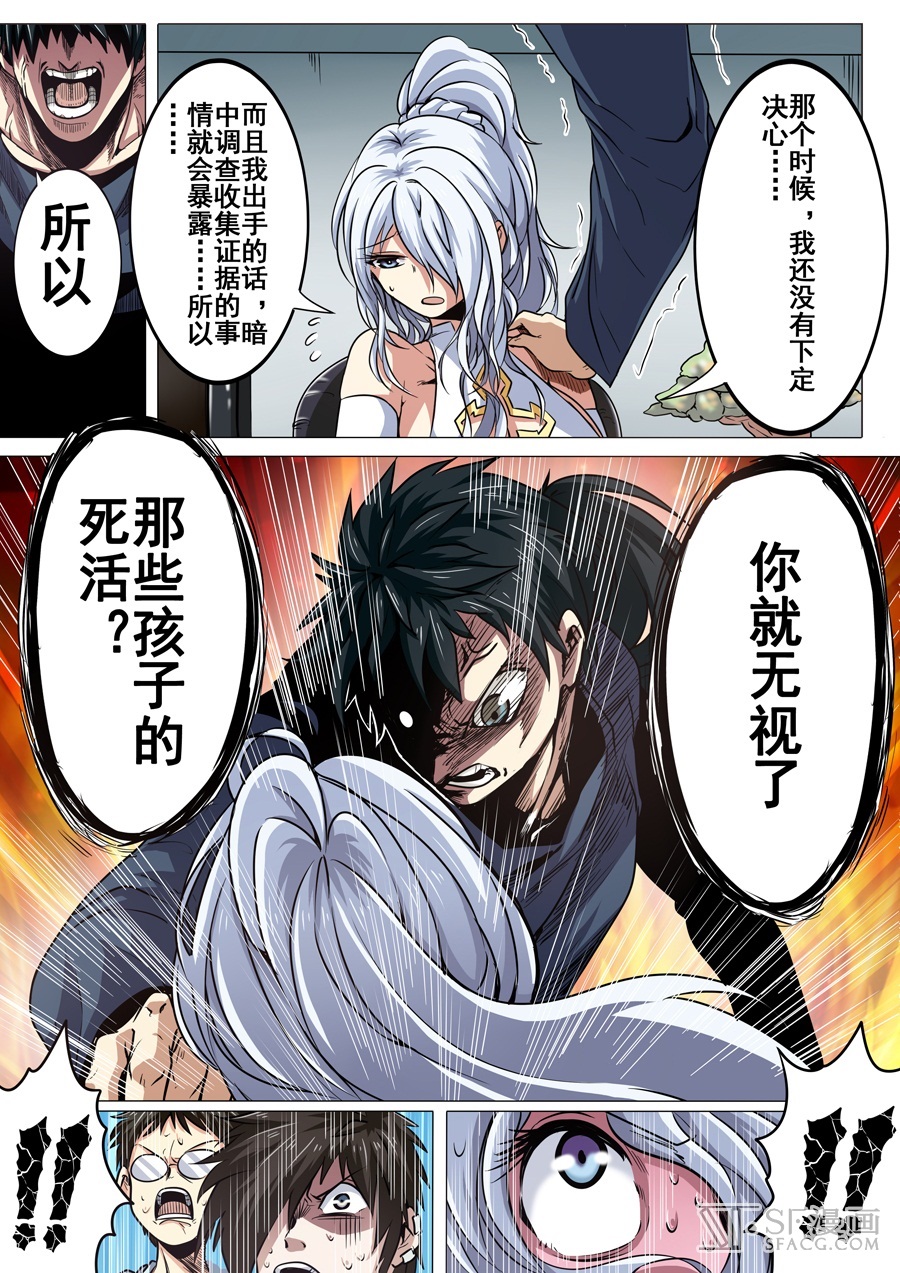 那个时候，我还没有下定
决心……
而且我出手的话，暗
中调查收集证据的事
情就会暴露……所以
……
所以
你就无视了
那些孩子的
死活？
!!
!!
SF漫画
SFACG.COM